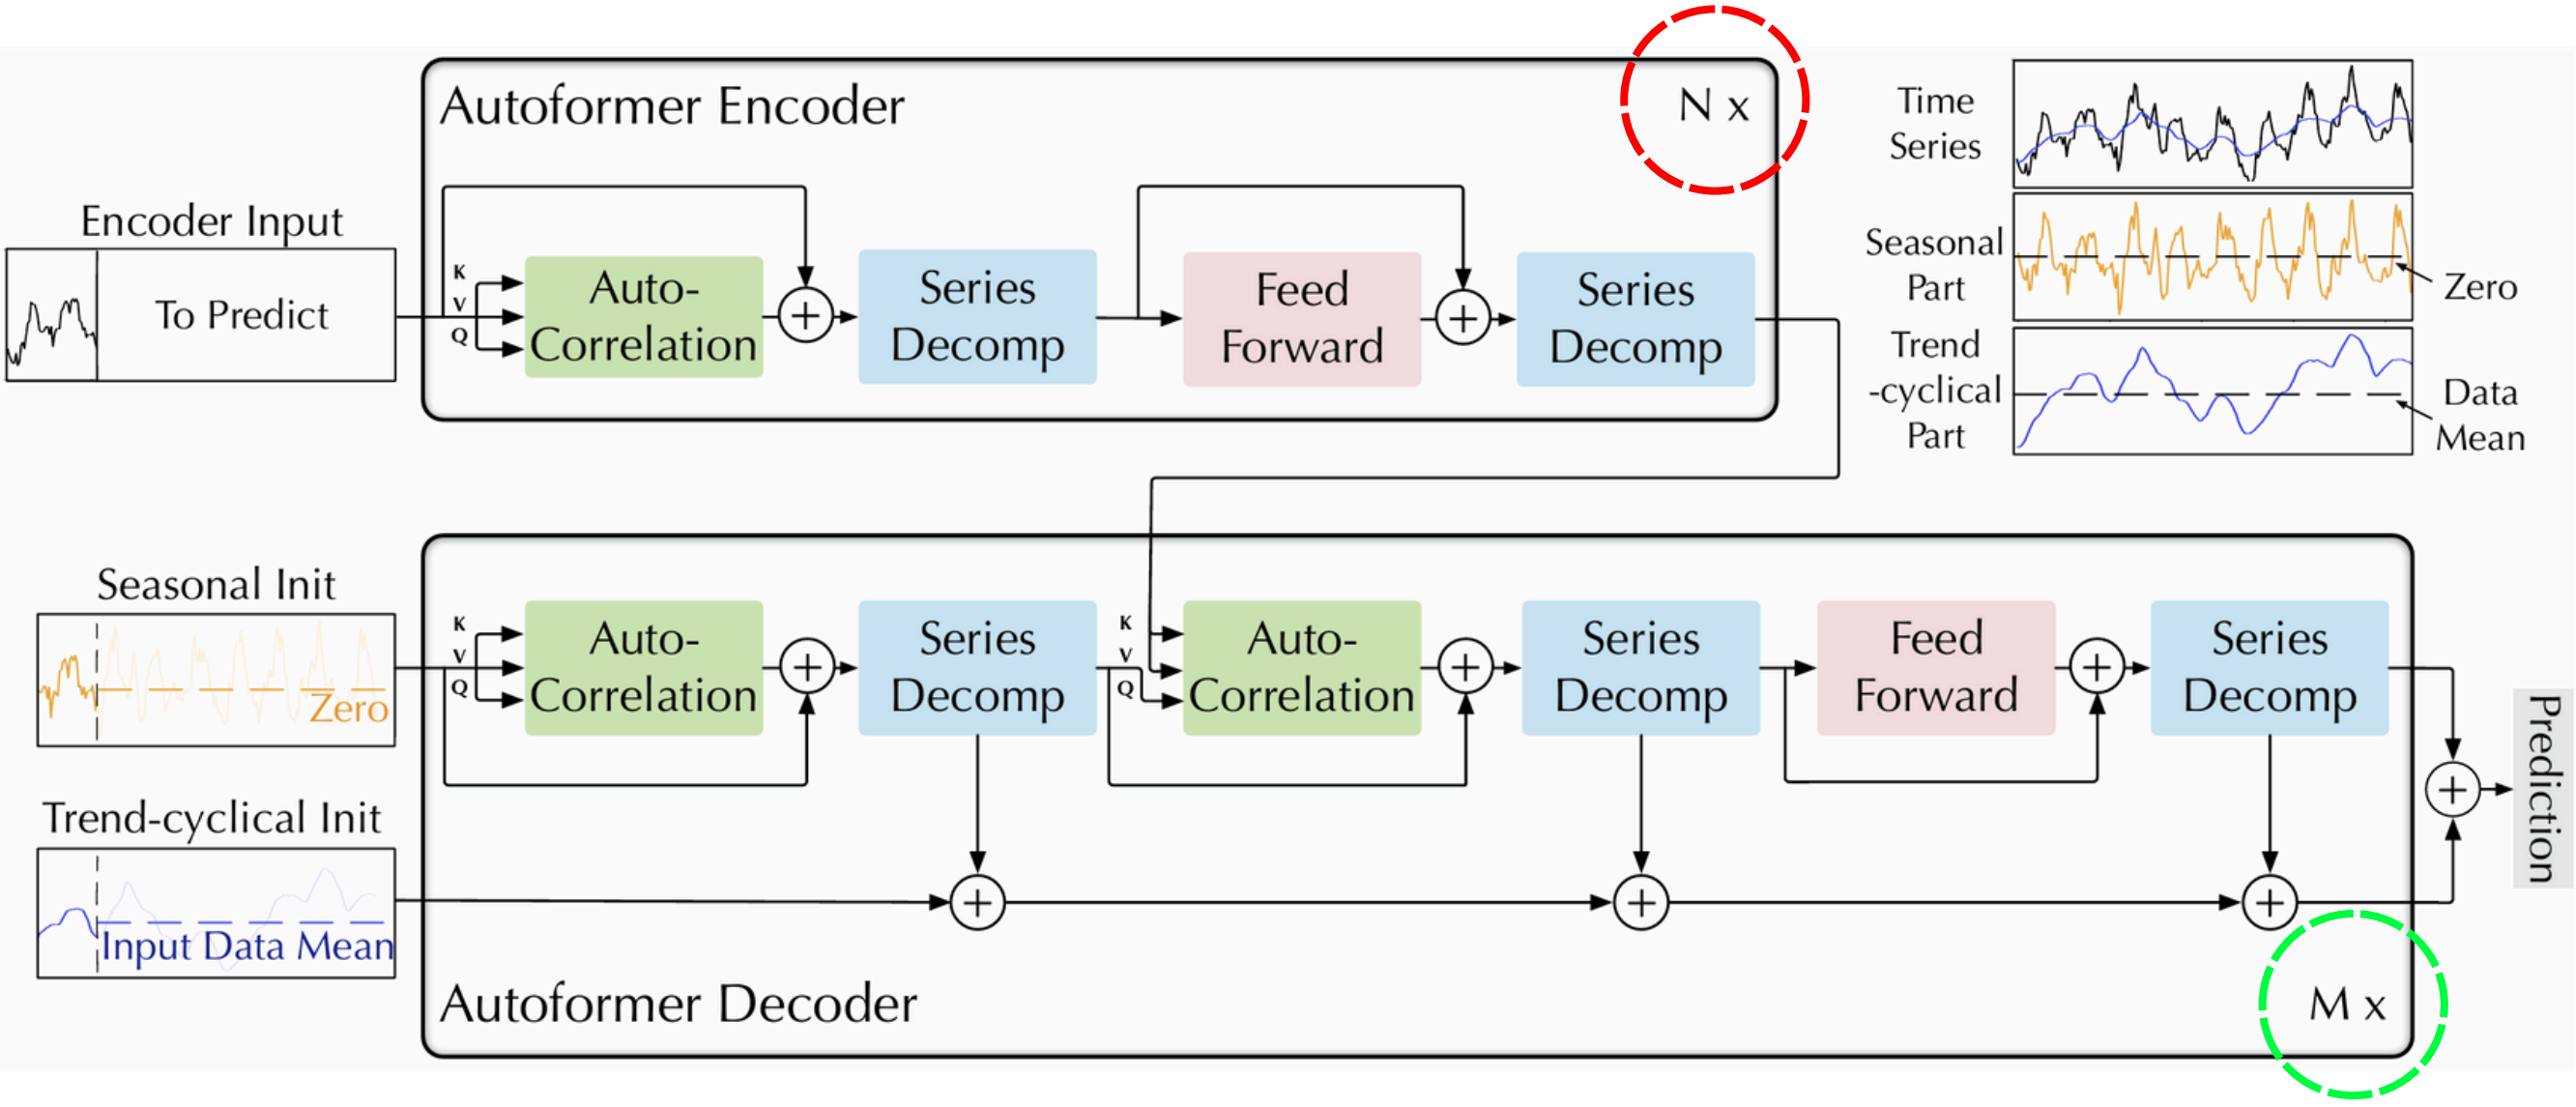 Autoformer Encoder
N x
Encoder Input
To Predict
K
V
Q
Auto-
Correlation
Series
Decomp
Feed
Forward
Series
Decomp
Time
Series
Seasonal
Part
Zero
Trend
-cyclical
Part
Data
Mean
Seasonal Init
Zero
K
V
Q
Auto-
Correlation
Series
Decomp
K
V
Q
Auto-
Correlation
Series
Decomp
Feed
Forward
Series
Decomp
Prediction
Trend-cyclical Init
Input Data Mean
Autoformer Decoder
M x